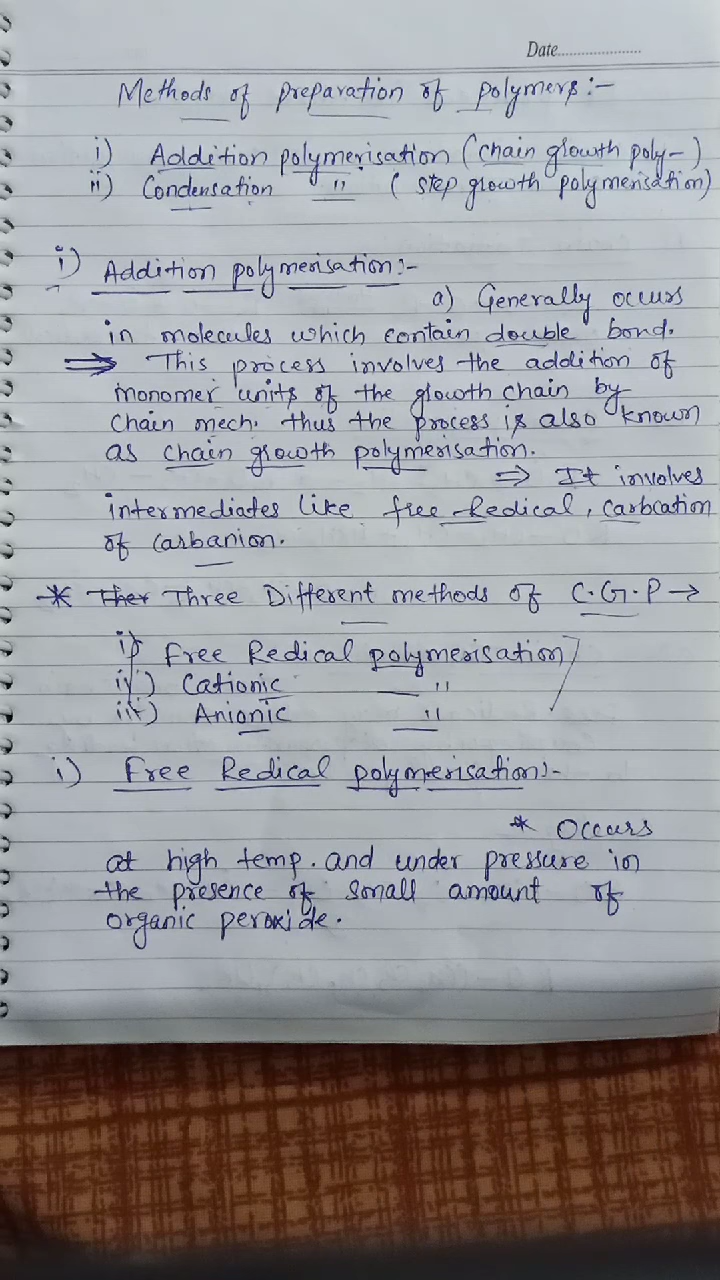 Date.....................
Methods of preparation of polymers:-
i) Addition polymerisation (chain growth poly-)
ii) Condensation " ( step growth polymerisation)
i) Addition polymerisation:-
a) Generally occurs
in molecules which contain double bond.
⇒ This process involves the addition of
monomer units of the growth chain by
chain mech. thus the process is also known
as chain growth polymerisation.
⇒ It involves
intermediates like free-Redical, carbcation
of carbanion.
* Ther Three Different methods of C.G.P →
i) Free Redical polymerisation
ii) Cationic "
iii) Anionic "
i) Free Redical polymerisation:-
* Occurs
at high temp. and under pressure in
the presence of small amount of
organic peroxide.